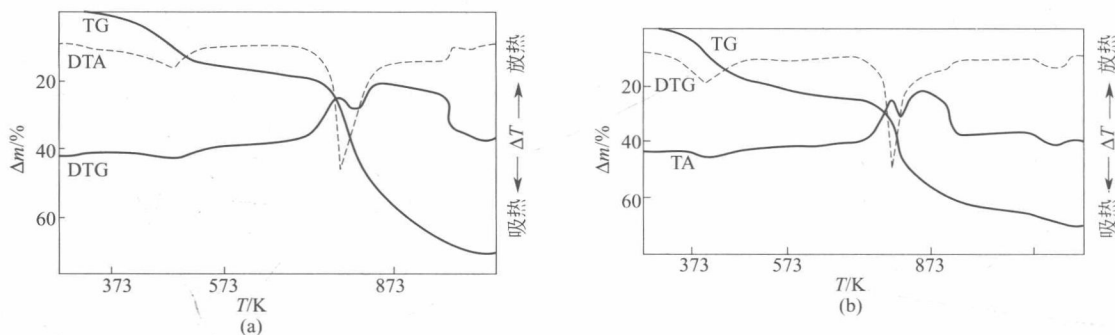 TG
DTA
DTG
20
40
60
Δm/%
373
573
873
T/K
(a)
吸热 ← ΔT → 放热
TG
DTG
TA
20
40
60
Δm/%
373
573
873
T/K
(b)
吸热 ← ΔT → 放热